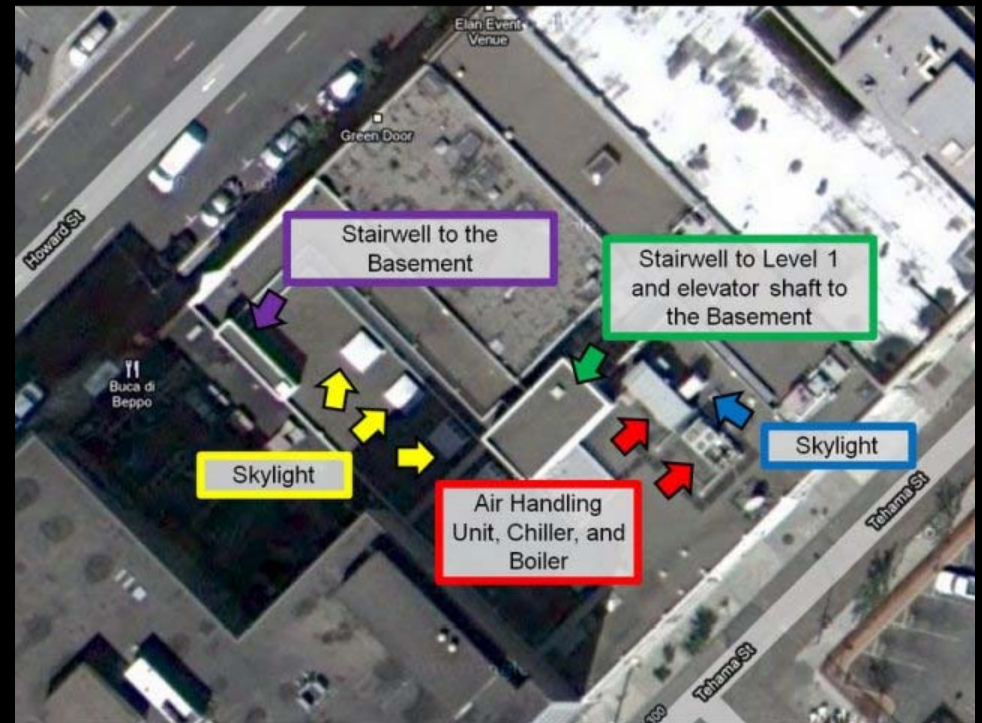 Elan Event
Venue
Green Door
Howard St
Stairwell to the
Basement
Stairwell to Level 1
and elevator shaft to
the Basement
Buca di
Beppo
Skylight
Skylight
Air Handling
Unit, Chiller, and
Boiler
Tehama St
Tehama St
300